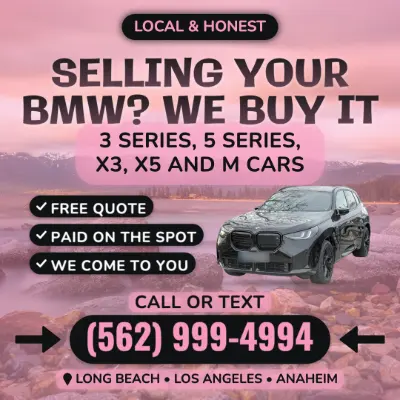 LOCAL & HONEST
SELLING YOUR
BMW? WE BUY IT
3 SERIES, 5 SERIES,
X3, X5 AND M CARS
FREE QUOTE
PAID ON THE SPOT
WE COME TO YOU
CALL OR TEXT
(562) 999-4994
LONG BEACH • LOS ANGELES • ANAHEIM